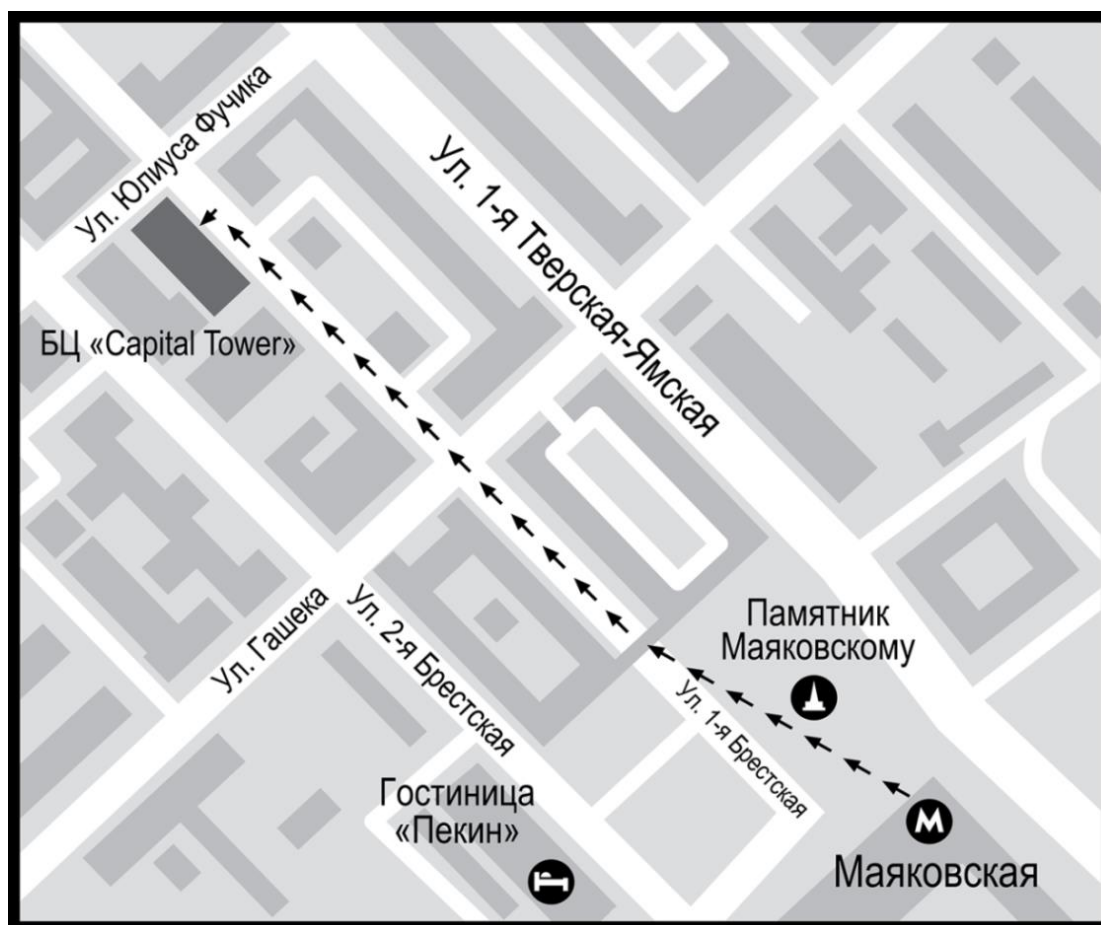 Ул. Юлиуса Фучика
Ул. 1-я Тверская-Ямская
БЦ «Capital Tower»
Ул. Гашека
Ул. 2-я Брестская
Памятник
Маяковскому
Ул. 1-я Брестская
Гостиница
«Пекин»
М
Маяковская